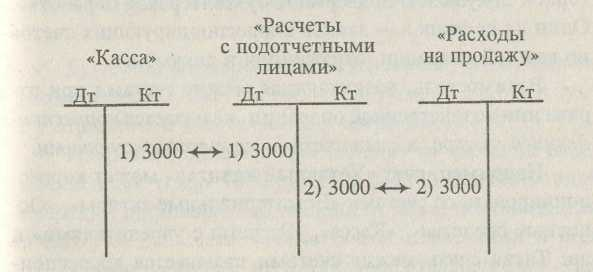 «Касса» «Расчеты с подотчетными лицами» «Расходы на продажу»
Дт Кт Дт Кт Дт Кт
1) 3000 ↔ 1) 3000
2) 3000 ↔ 2) 3000